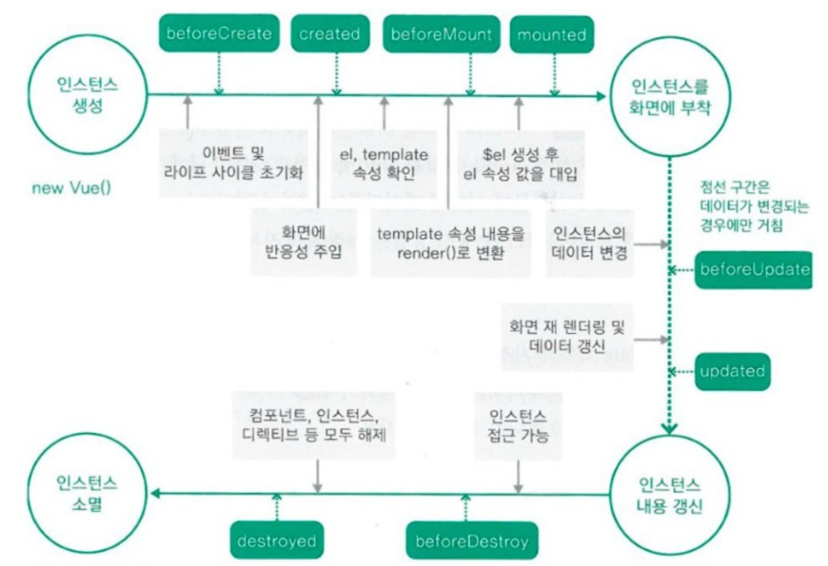 beforeCreate
created
beforeMount
mounted
인스턴스
생성
인스턴스를
화면에 부착
이벤트 및
라이프 사이클 초기화
el, template
속성 확인
$el 생성 후
el 속성 값을 대입
new Vue()
화면에
반응성 주입
template 속성 내용을
render()로 변환
인스턴스의
데이터 변경
점선 구간은
데이터가 변경되는
경우에만 거침
beforeUpdate
화면 재 렌더링 및
데이터 갱신
updated
컴포넌트, 인스턴스,
디렉티브 등 모두 해제
인스턴스
접근 가능
인스턴스
소멸
인스턴스
내용 갱신
destroyed
beforeDestroy